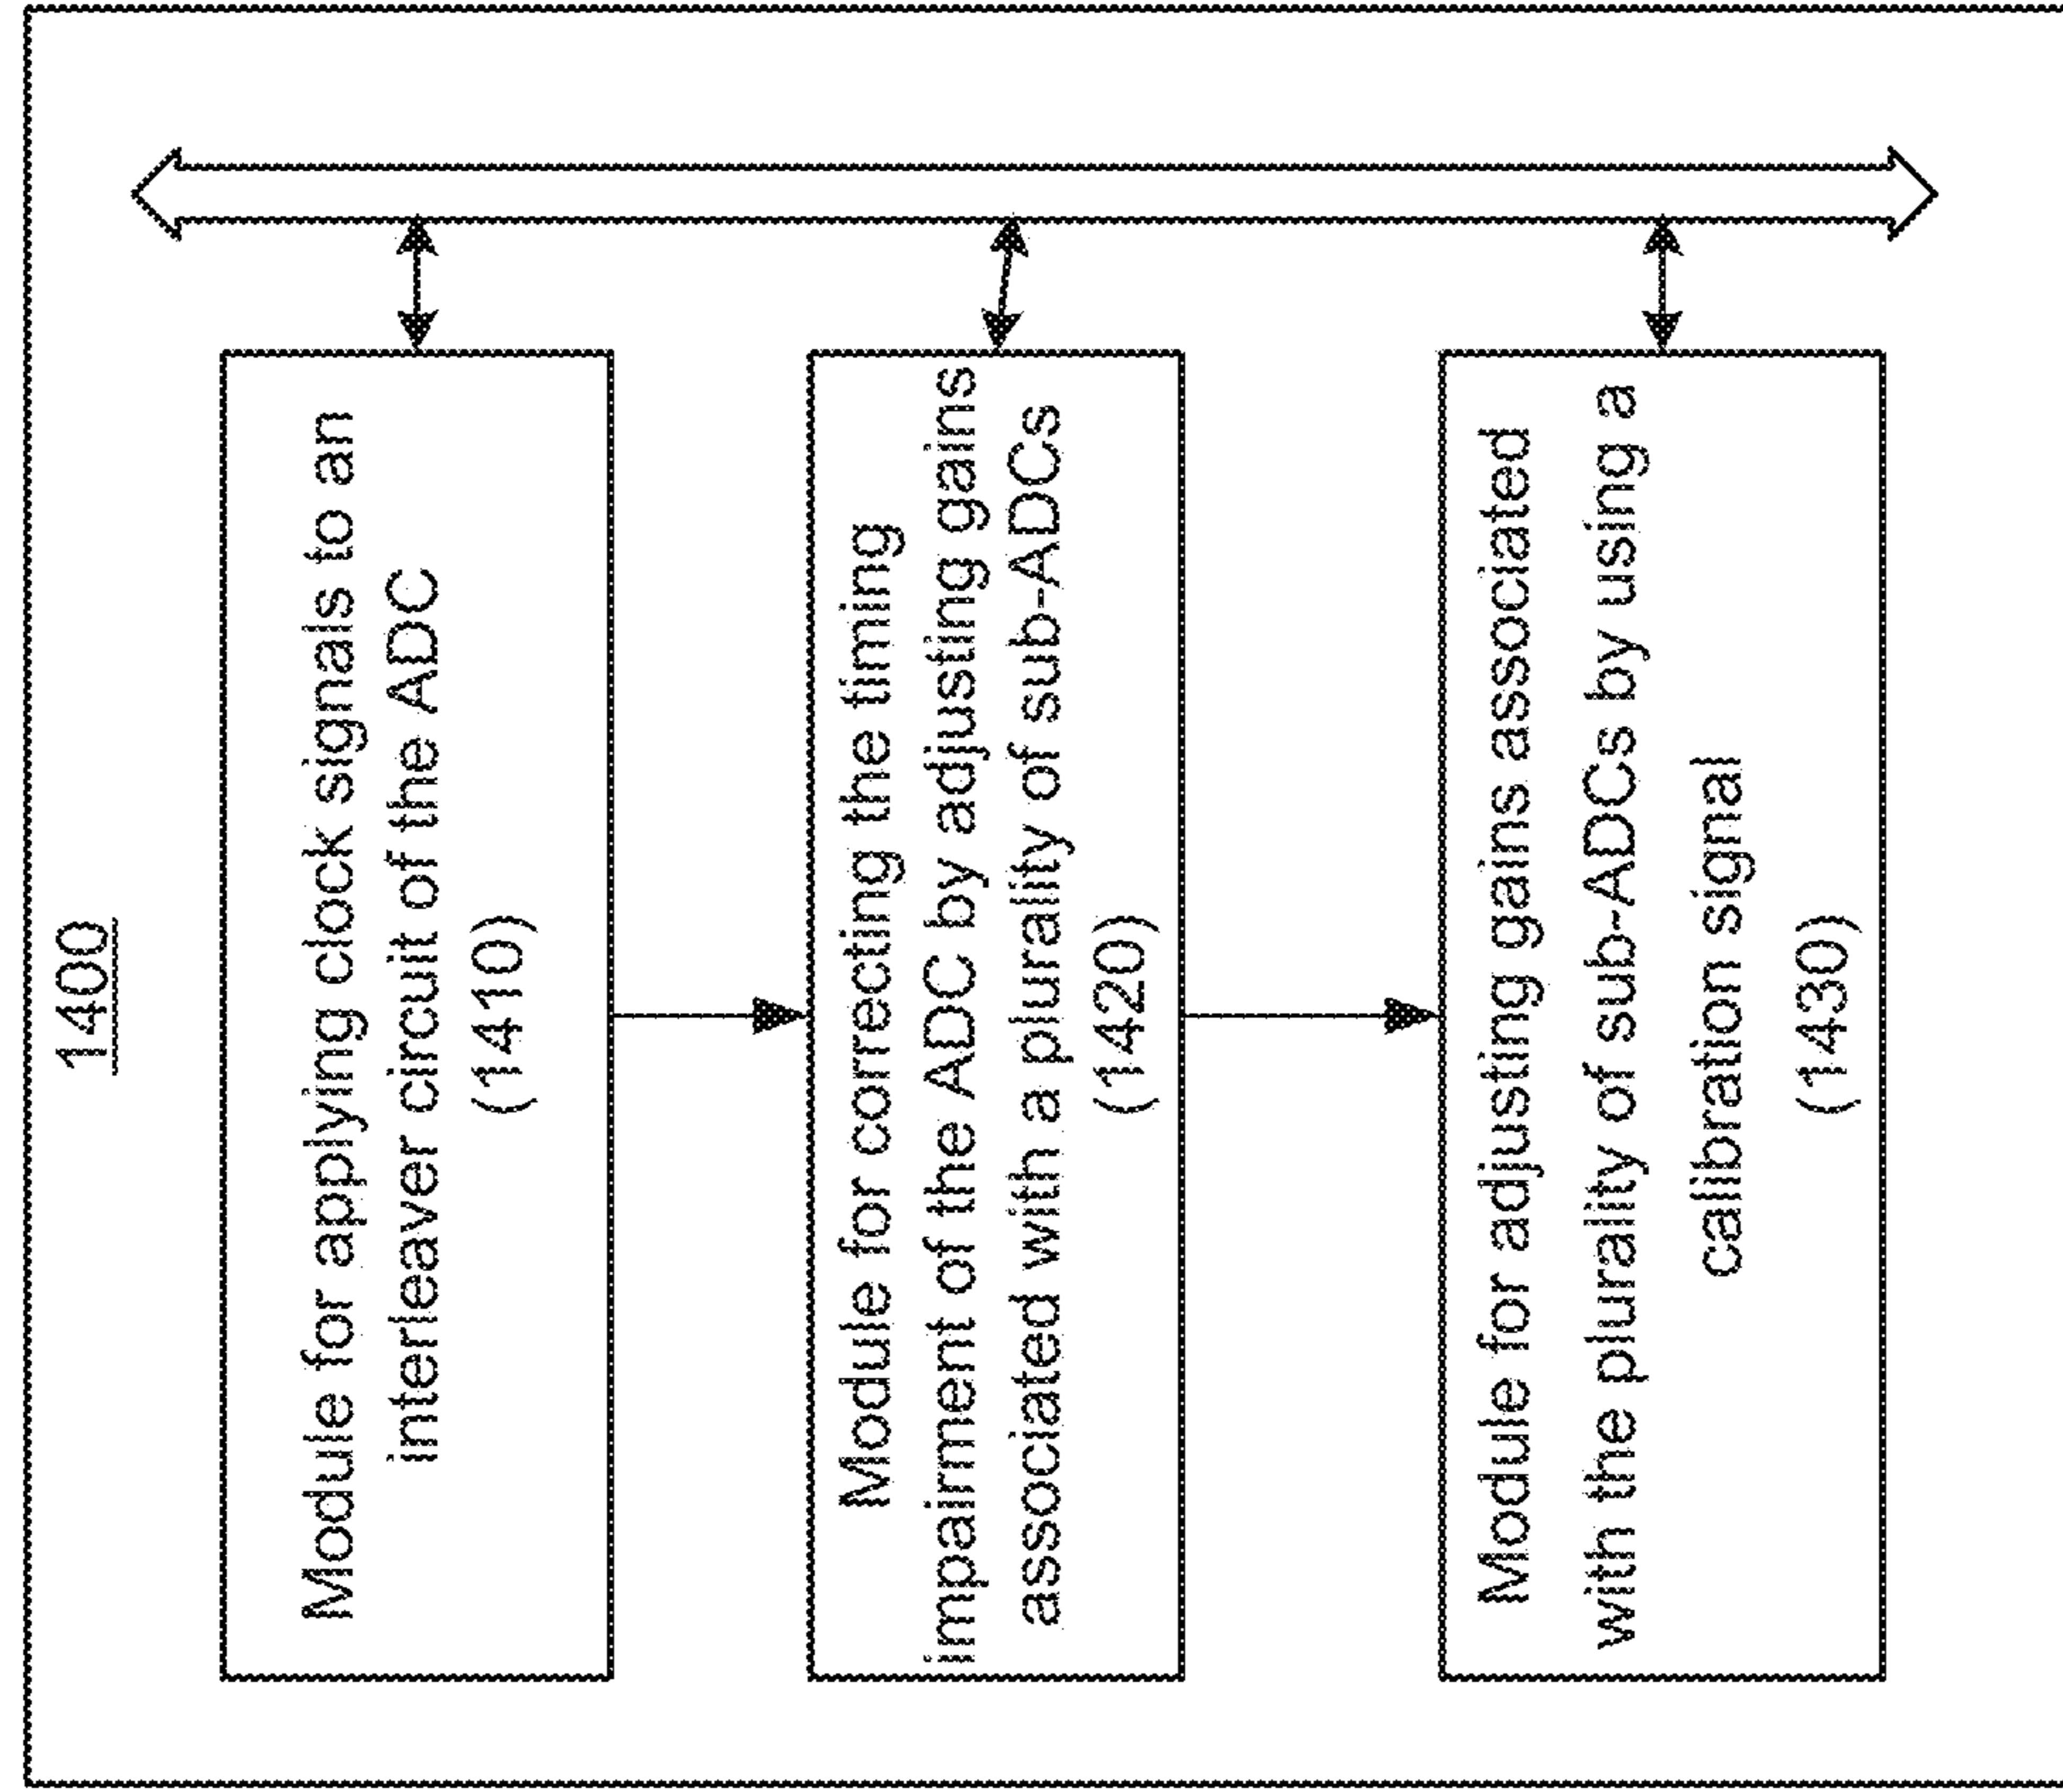 1400
Module for applying clock signals to an
interleaver circuit of the ADC
(1410)
Module for correcting the timing
impairment of the ADC by adjusting gains
associated with a plurality of sub-ADCs
(1420)
Module for adjusting gains associated
with the plurality of sub-ADCs by using a
calibration signal
(1430)